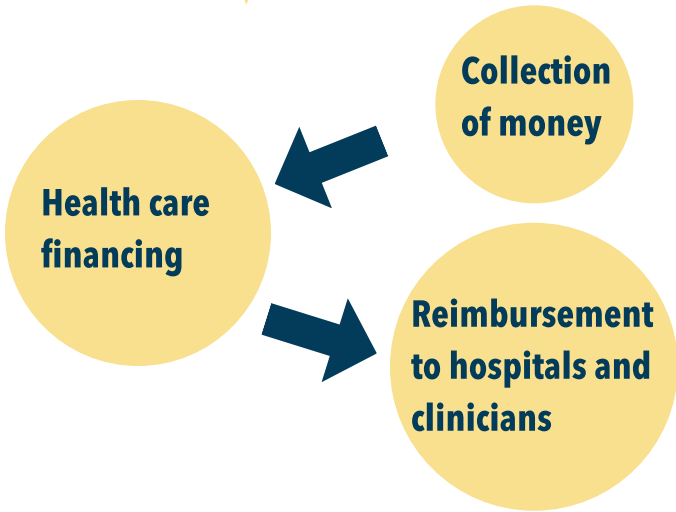 Collection
of money
Health care
financing
Reimbursement
to hospitals and
clinicians